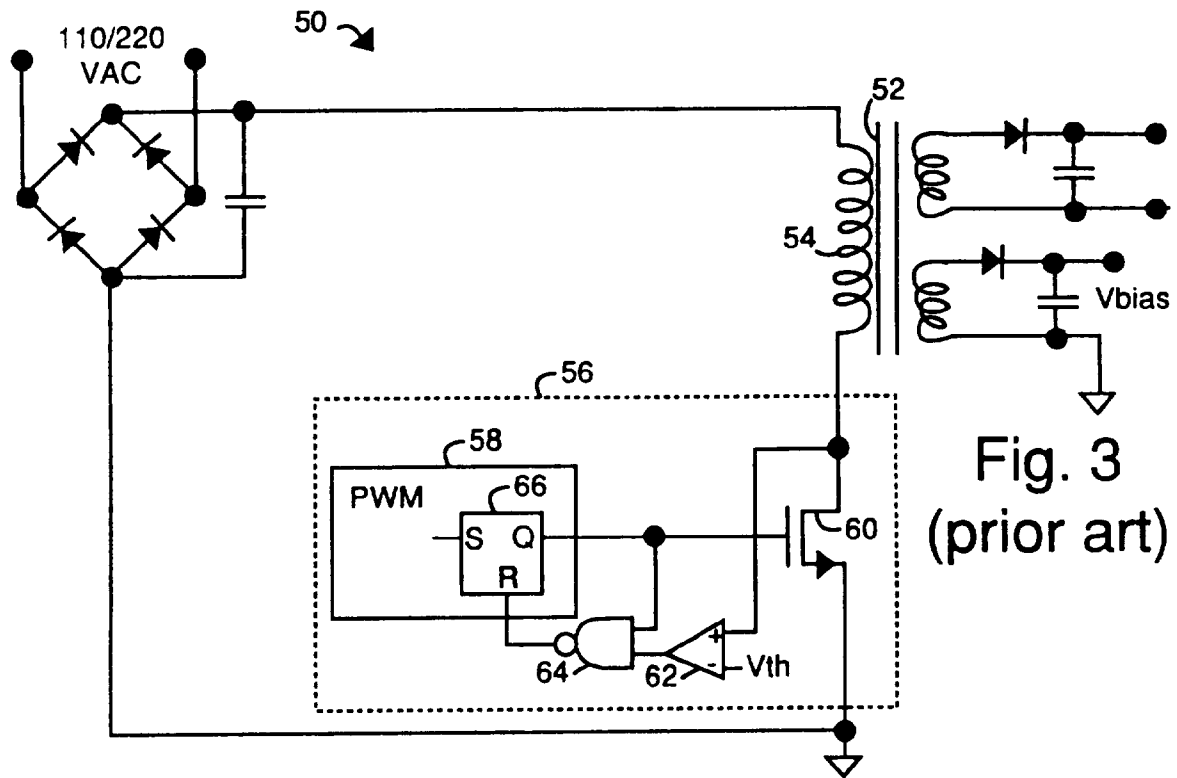 50
110/220
VAC
52
54
Vbias
56
58
PWM
66
S Q
R
60
64
62
+
-
Vth
Fig. 3
(prior art)